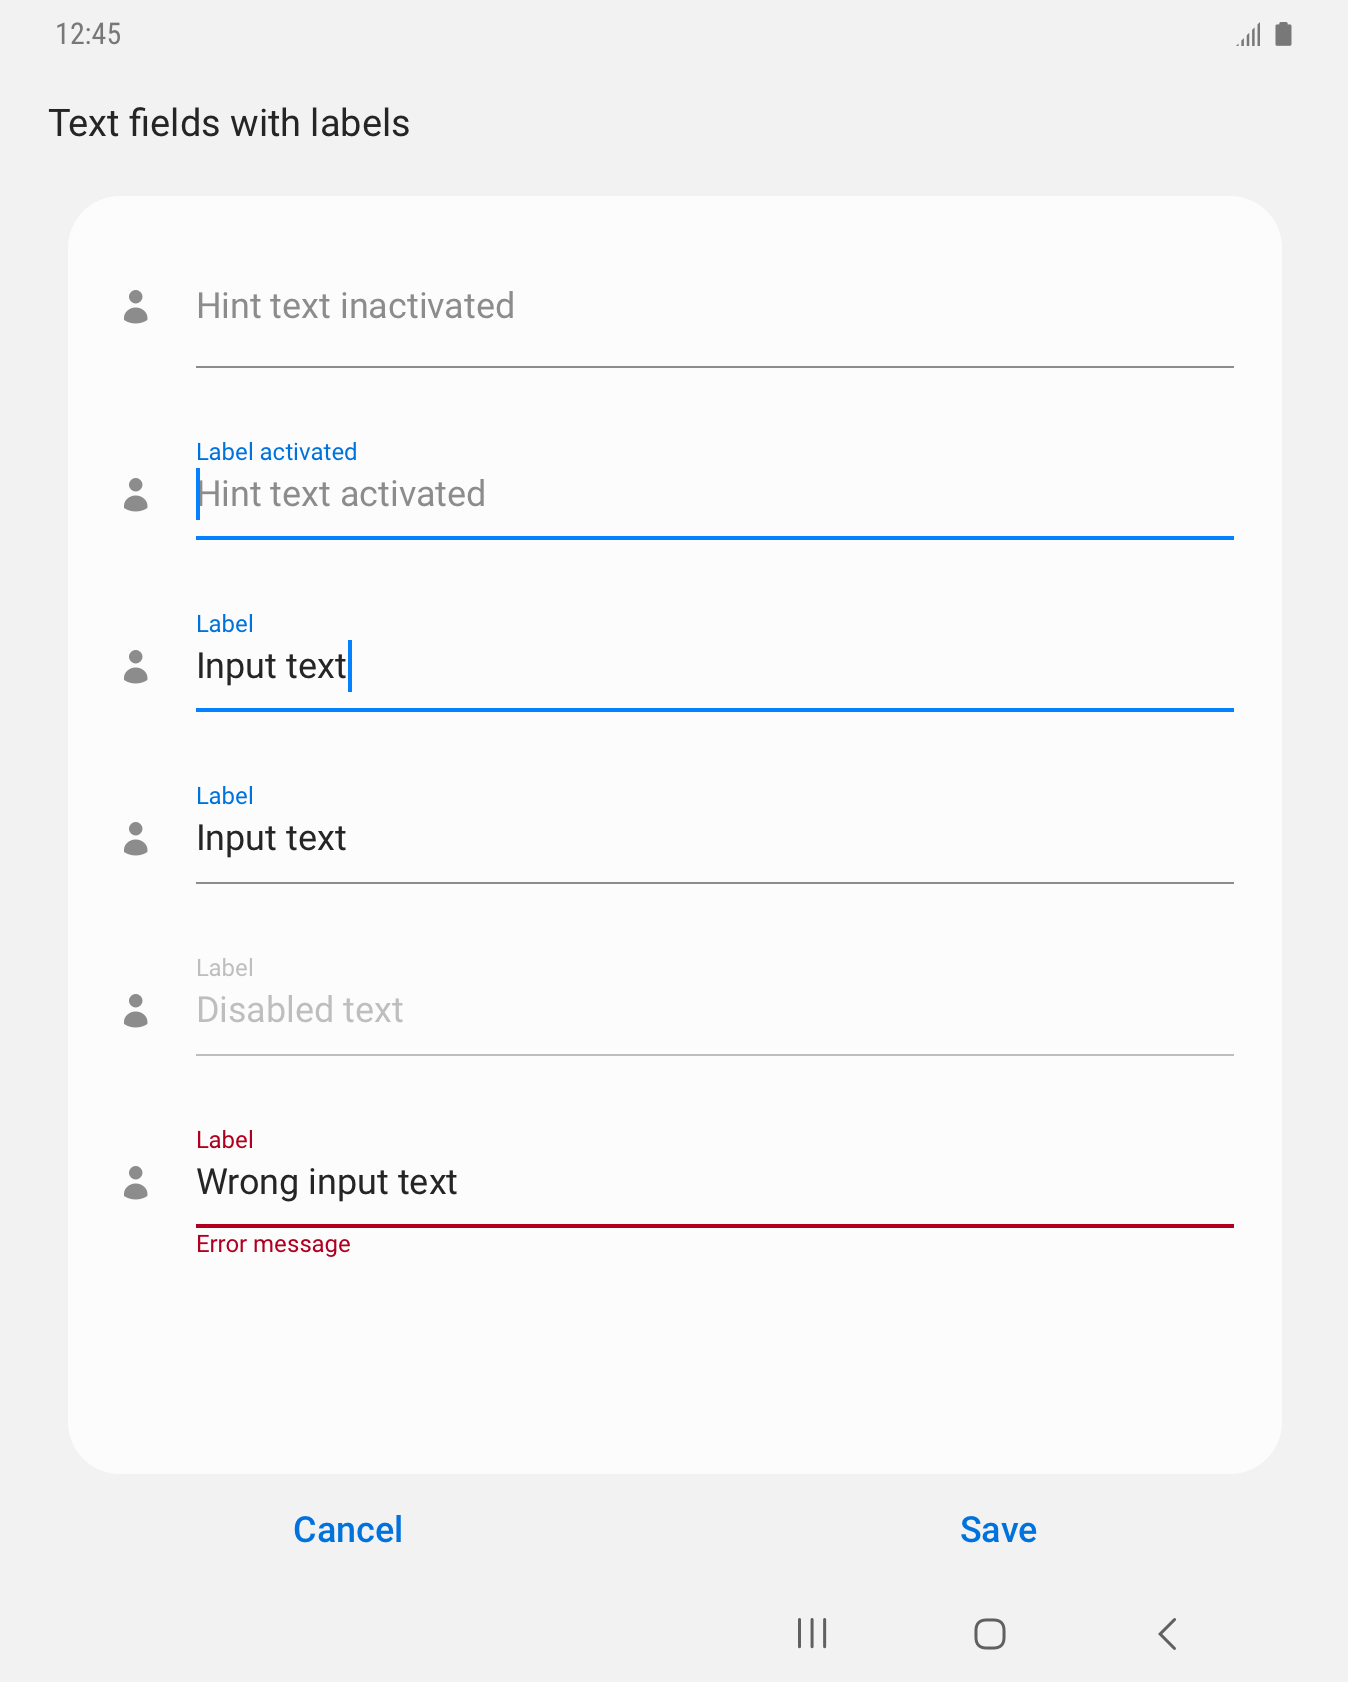 12:45
Text fields with labels
Hint text inactivated
Label activated
Hint text activated
Label
Input text
Label
Input text
Label
Disabled text
Label
Wrong input text
Error message
Cancel
Save